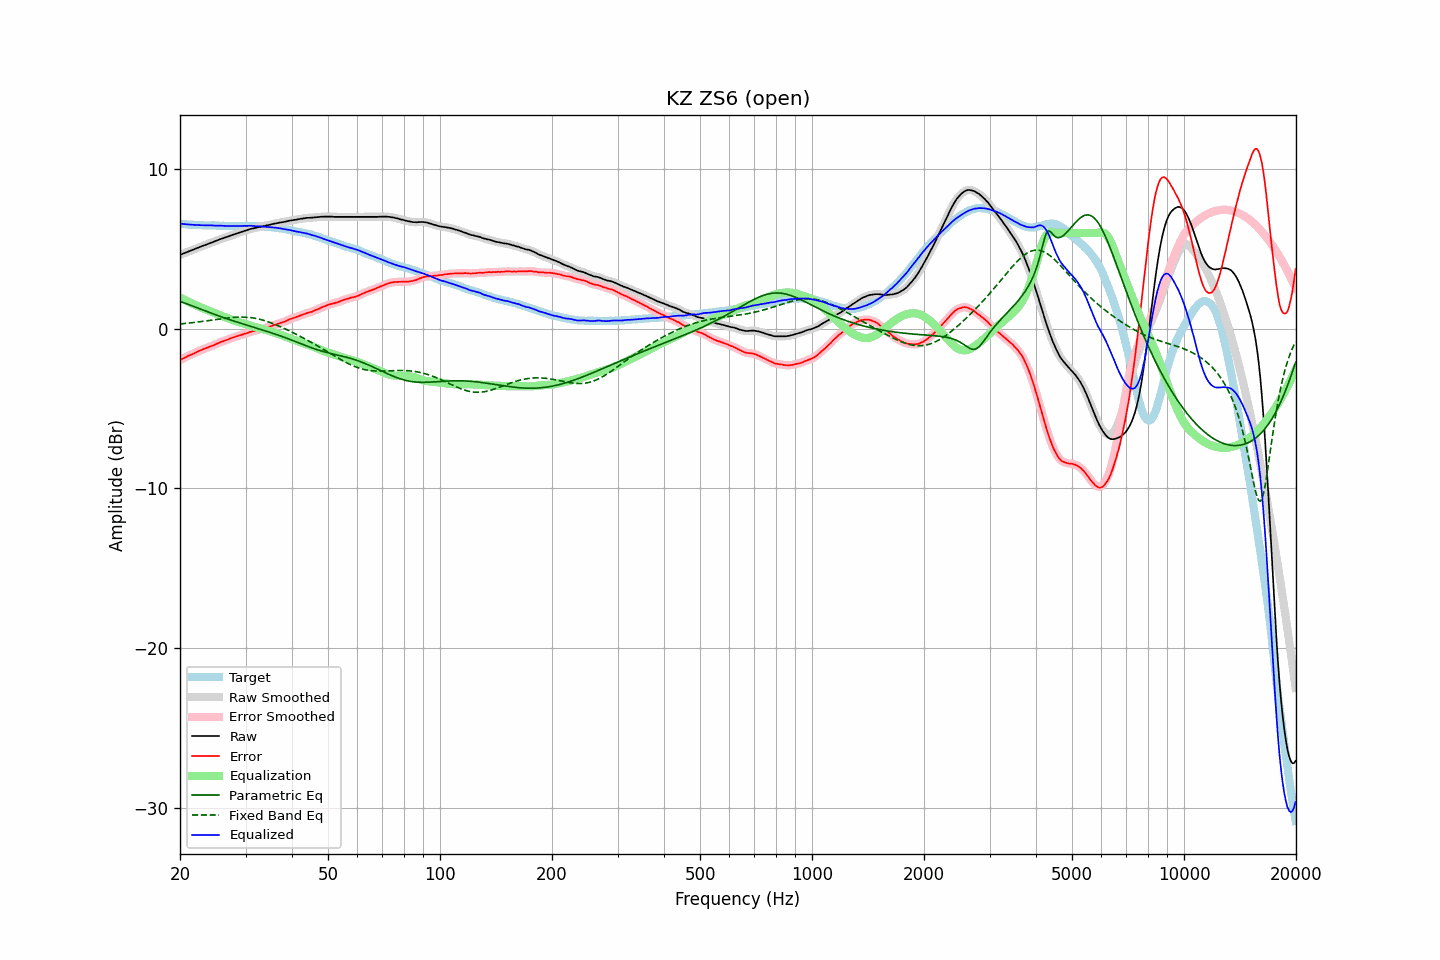 KZ ZS6 (open)
Amplitude (dBr)
10
0
−10
−20
−30
Target
Raw Smoothed
Error Smoothed
Raw
Error
Equalization
Parametric Eq
Fixed Band Eq
Equalized
20 50 100 200 500 1000 2000 5000 10000 20000
Frequency (Hz)